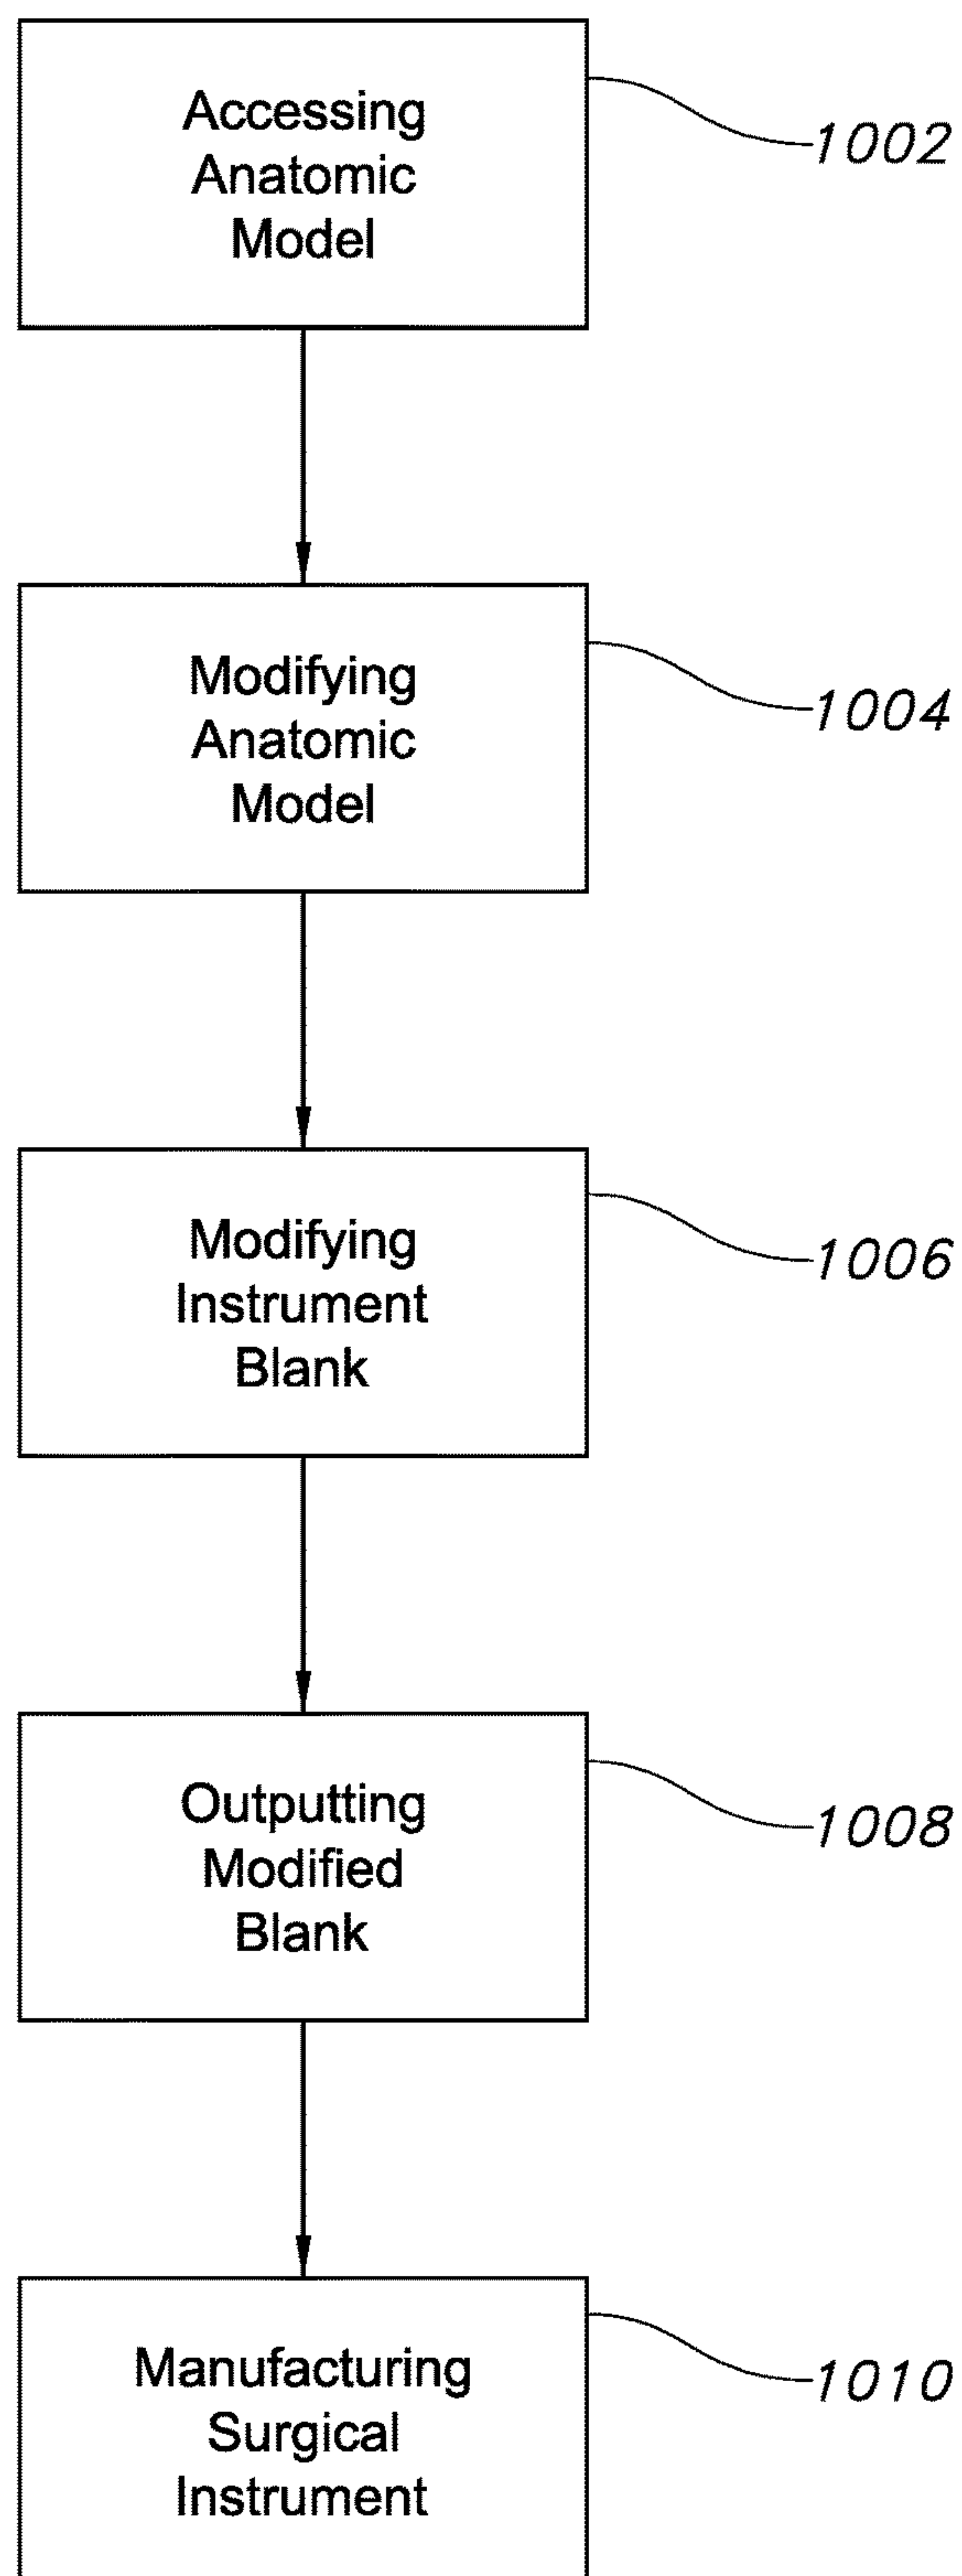 Accessing
Anatomic
Model
1002
Modifying
Anatomic
Model
1004
Modifying
Instrument
Blank
1006
Outputting
Modified
Blank
1008
Manufacturing
Surgical
Instrument
1010